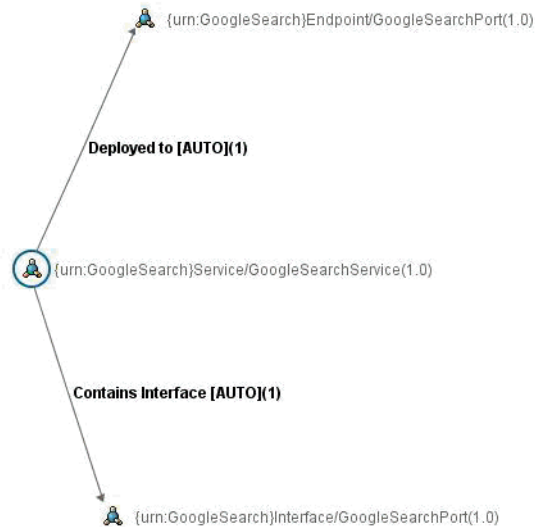 {urn:GoogleSearch}Endpoint/GoogleSearchPort(1.0)
Deployed to [AUTO](1)
{urn:GoogleSearch}Service/GoogleSearchService(1.0)
Contains Interface [AUTO](1)
{urn:GoogleSearch}Interface/GoogleSearchPort(1.0)